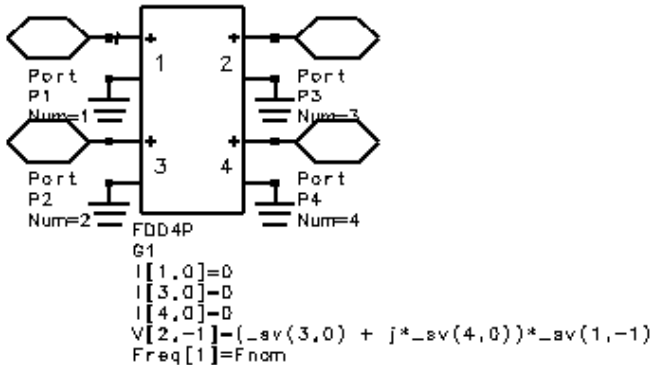 1
2
Port
P1
Num=1
Port
P3
Num=3
3
4
Port
P2
Num=2
Port
P4
Num=4
FDD4P
G1
I[1,0]=0
I[3,0]=0
I[4,0]=0
V[2,-1]=(_sv(3,0) + j*_sv(4,0))*_sv(1,-1)
Freq[1]=Fnom